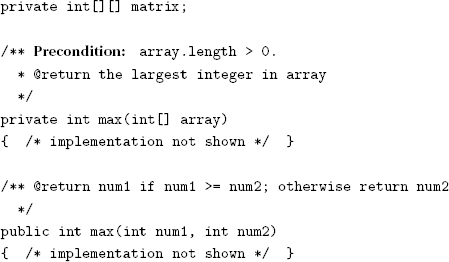 private int[][] matrix;
/** Precondition: array.length > 0.
* @return the largest integer in array
*/
private int max(int[] array)
{ /* implementation not shown */ }
/** @return num1 if num1 >= num2; otherwise return num2
*/
public int max(int num1, int num2)
{ /* implementation not shown */ }